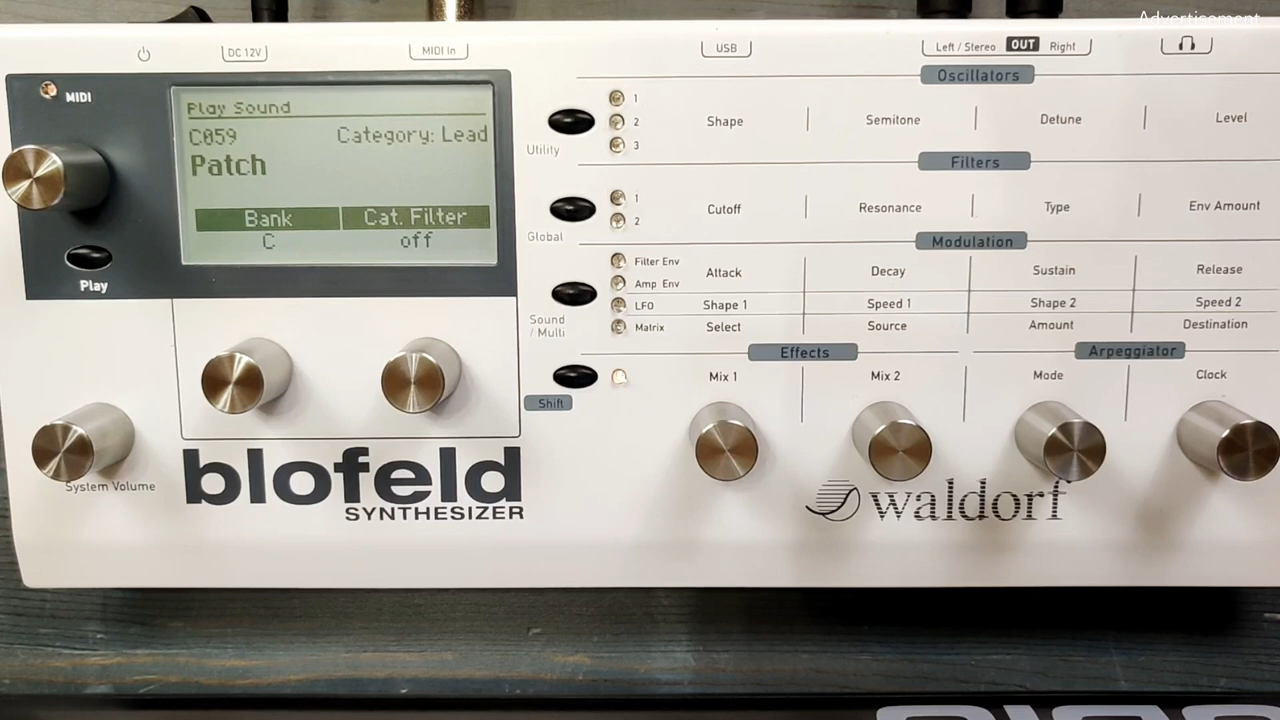 Advertisement
DC 12V
MIDI In
USB
Left / Stereo OUT Right
MIDI
Play Sound
C059 Category: Lead
Patch
Bank Cat. Filter
C off
Play
System Volume
blofeld
SYNTHESIZER
Utility
Global
Sound
/ Multi
Shift
Oscillators
1
2
3
Shape Semitone Detune Level
Filters
1
2
Cutoff Resonance Type Env Amount
Modulation
Filter Env
Amp Env
Attack Decay Sustain Release
LFO Shape 1 Speed 1 Shape 2 Speed 2
Matrix Select Source Amount Destination
Effects Arpeggiator
Mix 1 Mix 2 Mode Clock
waldorf